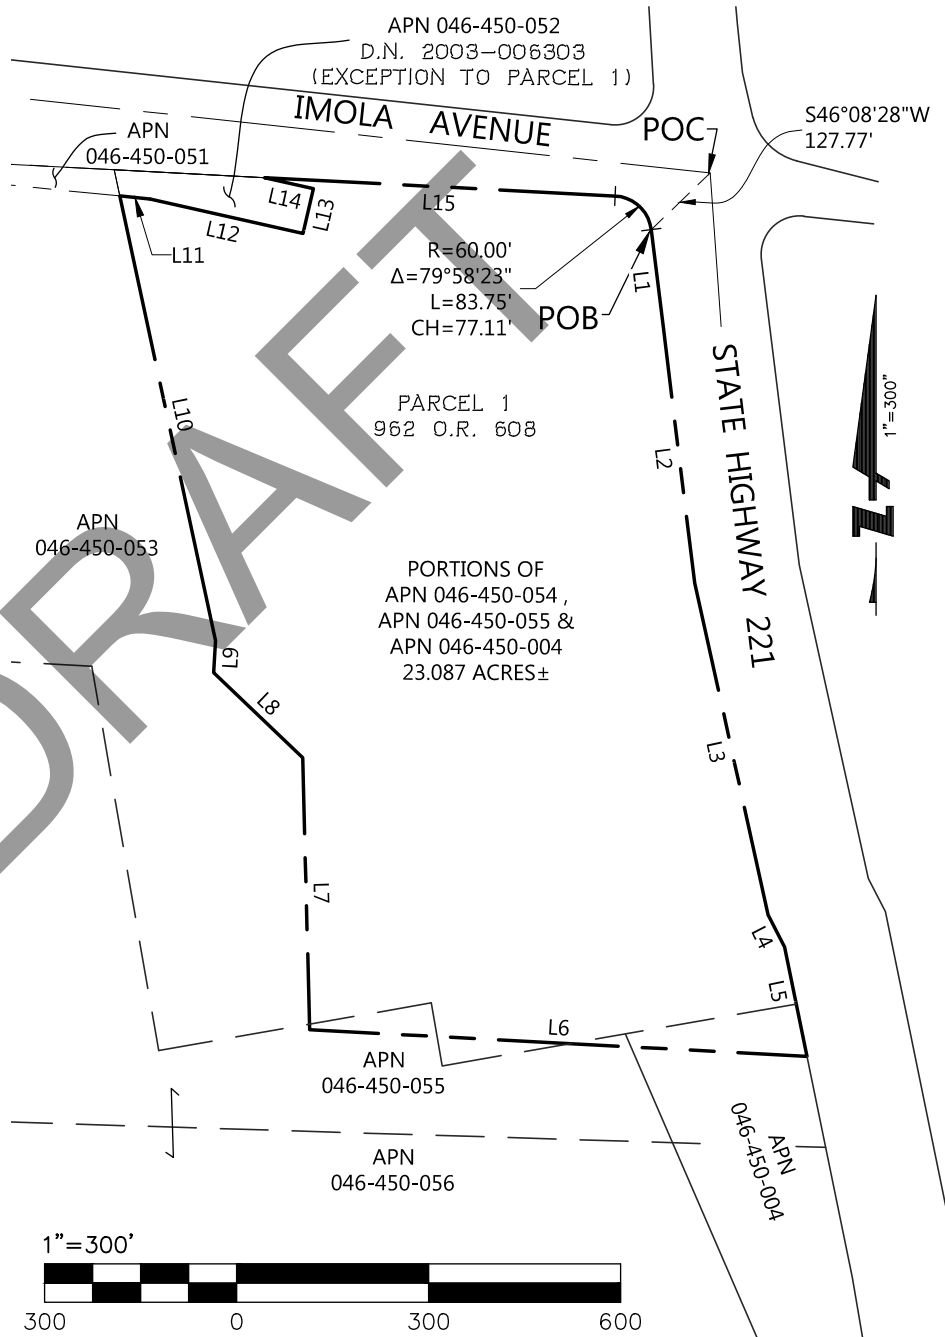 APN 046-450-052
D.N. 2003-006303
(EXCEPTION TO PARCEL 1)
IMOLA AVENUE
POC
S46°08'28"W
127.77'
APN
046-450-051
L14
L13
L15
L12
L11
R=60.00'
Δ=79°58'23"
L=83.75'
CH=77.11'
POB
L1
STATE HIGHWAY 221
1"=300'
PARCEL 1
962 O.R. 608
L10
L2
APN
046-450-053
PORTIONS OF
APN 046-450-054 ,
APN 046-450-055 &
APN 046-450-004
23.087 ACRES±
L9
L8
L3
L7
L4
L5
L6
APN
046-450-055
APN
046-450-004
APN
046-450-056
DRAFT
Z
1"=300'
300 0 300 600